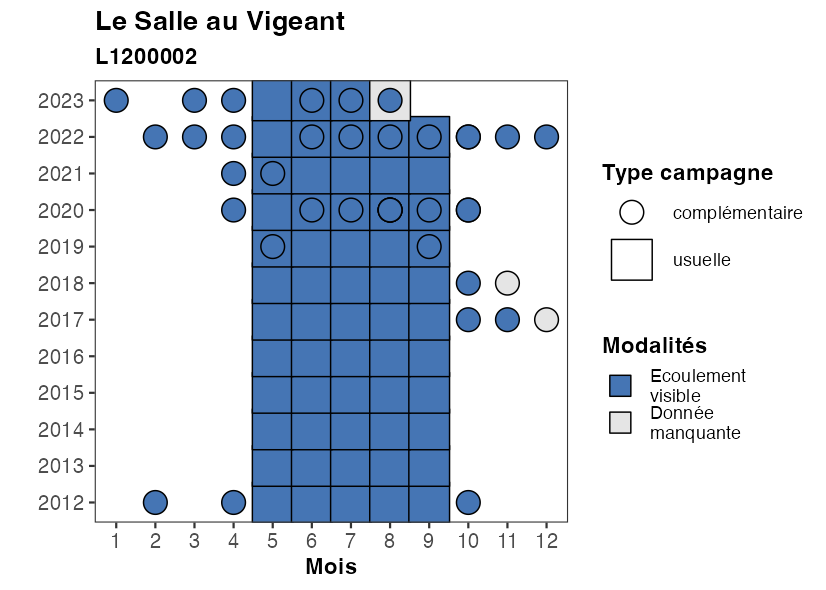 Le Salle au Vigeant
L1200002
2023
2022
2021
2020
2019
2018
2017
2016
2015
2014
2013
2012
1 2 3 4 5 6 7 8 9 10 11 12
Mois
Type campagne
complémentaire
usuelle
Modalités
Ecoulement
visible
Donnée
manquante